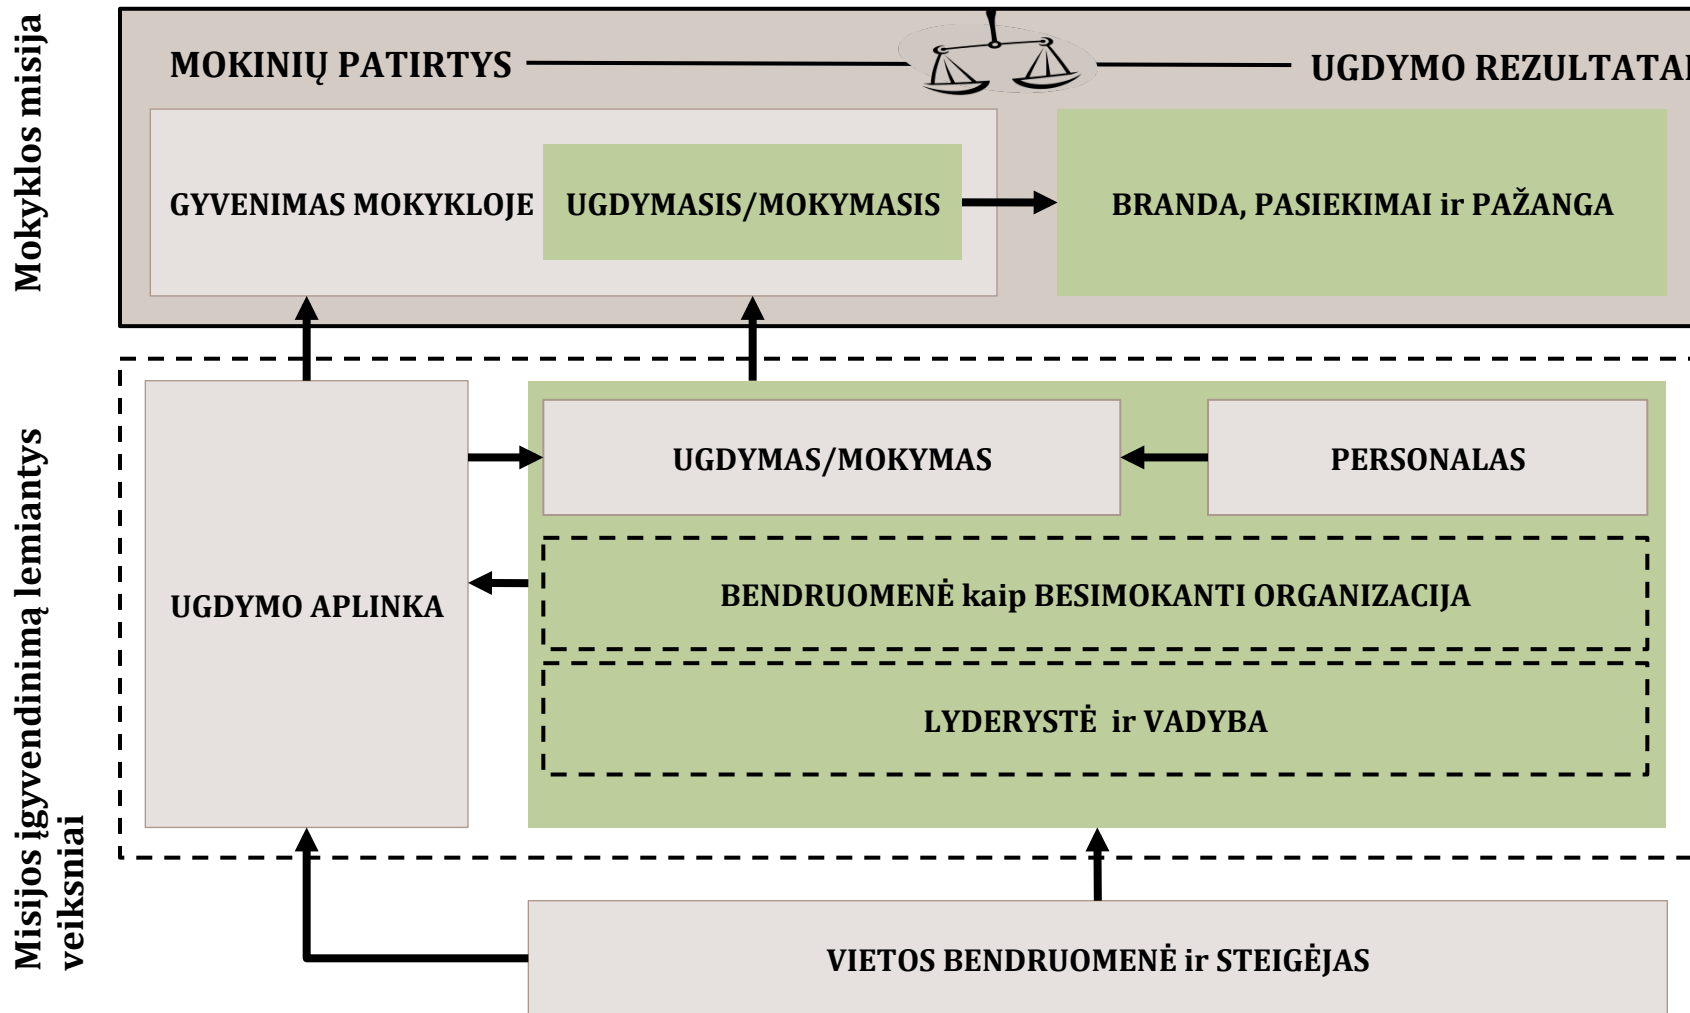 Mokyklos misija
MOKINIŲ PATIRTYS
UGDYMO REZULTATAI
GYVENIMAS MOKYKLOJE
UGDYMASIS/MOKYMASIS
BRANDA, PASIEKIMAI ir PAŽANGA
Misijos įgyvendinimą lemiantys
veiksniai
UGDYMO APLINKA
UGDYMAS/MOKYMAS
PERSONALAS
BENDRUOMENĖ kaip BESIMOKANTI ORGANIZACIJA
LYDERYSTĖ ir VADYBA
VIETOS BENDRUOMENĖ ir STEIGĖJAS